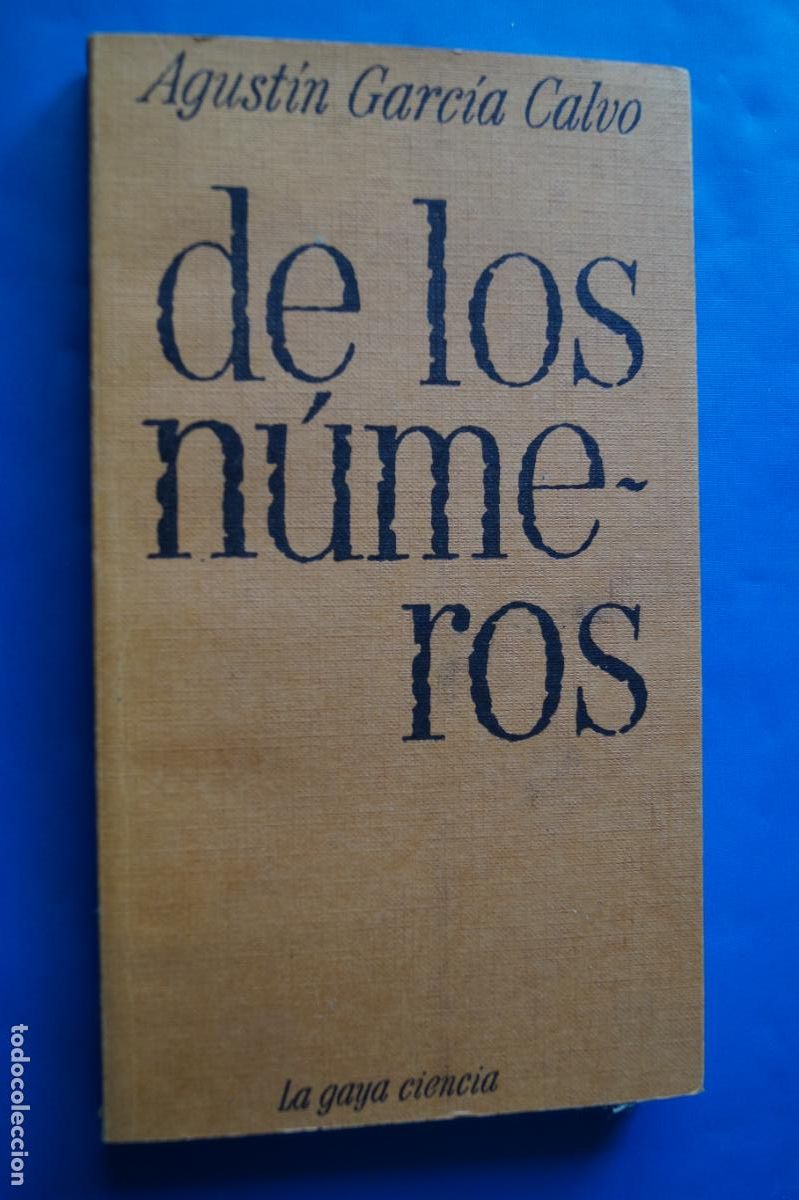 Agustín García Calvo
de los
núme-
ros
La gaya ciencia
todocoleccion